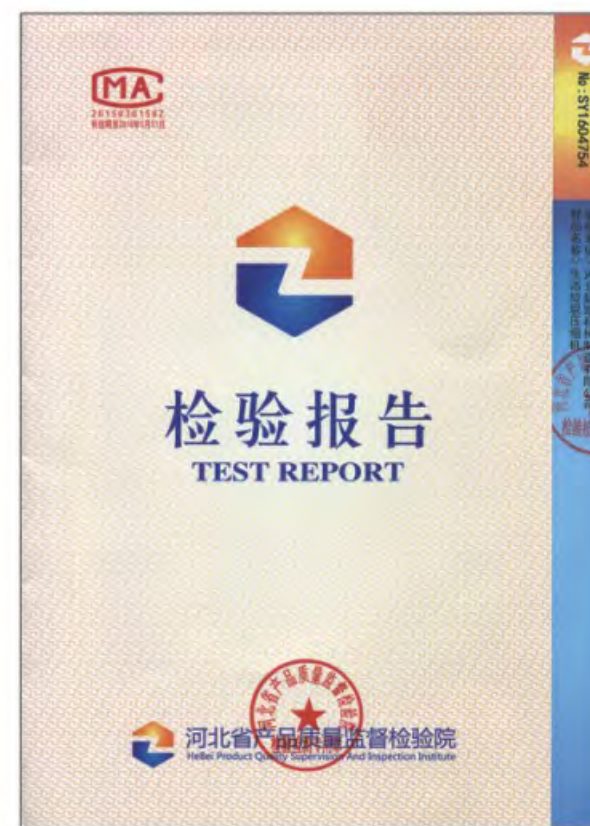 MA
检验报告
TEST REPORT
河北省产品质量监督检验院
Hebei Product Quality Supervision And Inspection Institute
No : SY1604754